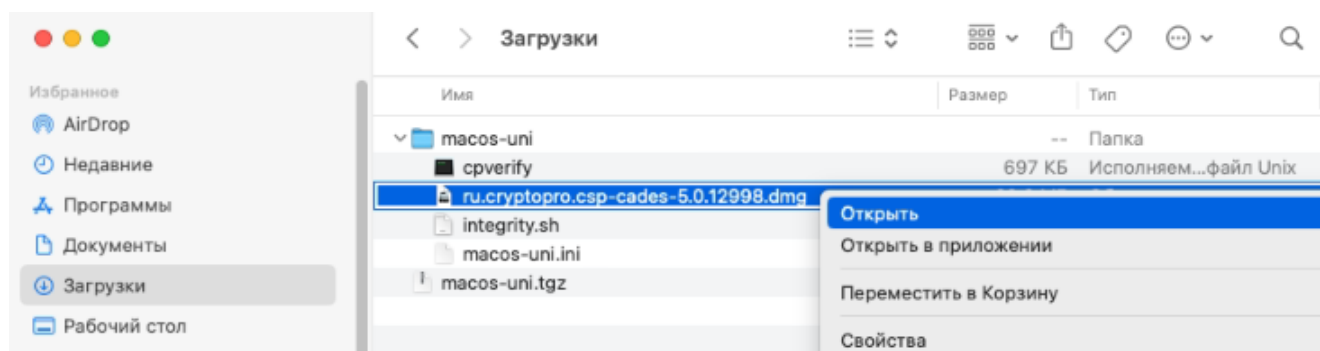 Загрузки
Избранное
AirDrop
Недавние
Программы
Документы
Загрузки
Рабочий стол
Имя Размер Тип
macos-uni -- Папка
cpverify 697 КБ Исполняем...файл Unix
ru.cryptopro.csp-cades-5.0.12998.dmg
integrity.sh
macos-uni.ini
macos-uni.tgz
Открыть
Открыть в приложении
Переместить в Корзину
Свойства